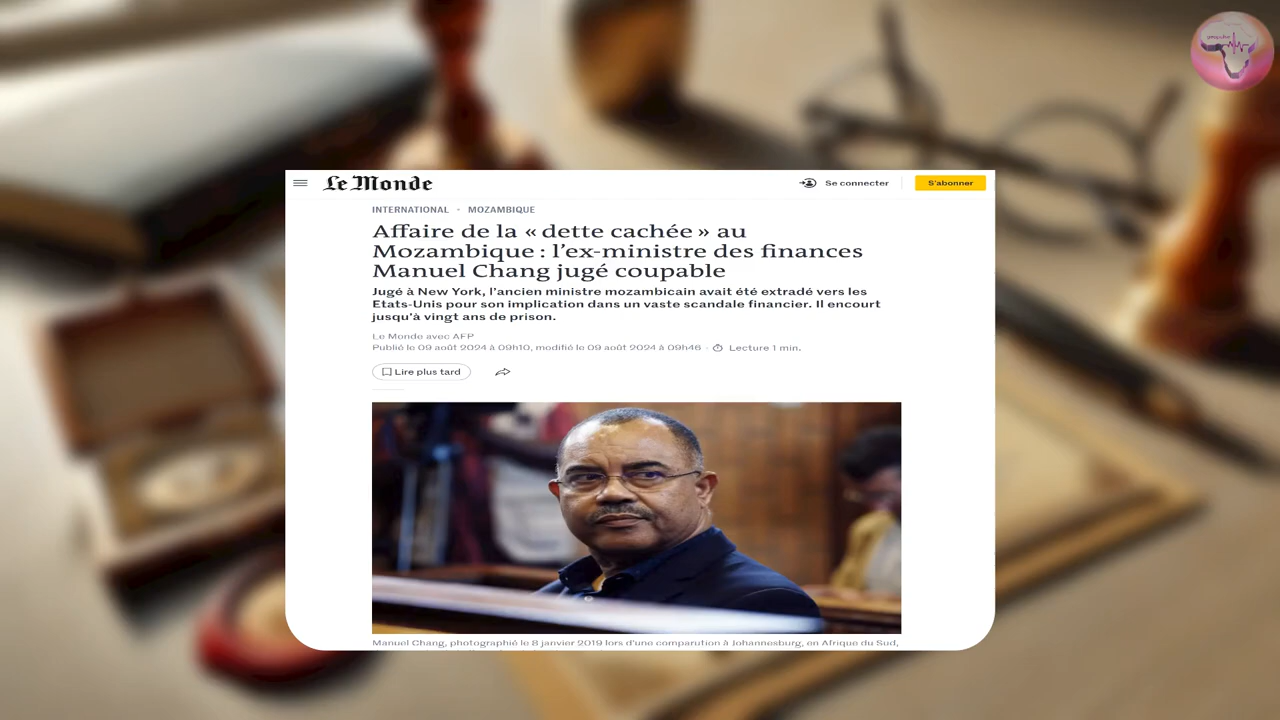 Le Monde
Se connecter
S'abonner
INTERNATIONAL - MOZAMBIQUE
Affaire de la « dette cachée » au
Mozambique : l'ex-ministre des finances
Manuel Chang jugé coupable
Jugé à New York, l'ancien ministre mozambicain avait été extradé vers les
Etats-Unis pour son implication dans un vaste scandale financier. Il encourt
jusqu'à vingt ans de prison.
Le Monde avec AFP
Publié le 09 août 2024 à 09h10, modifié le 09 août 2024 à 09h46 · Lecture 1 min.
Lire plus tard
Manuel Chang, photographié le 8 janvier 2019 lors d'une comparution à Johannesburg, en Afrique du Sud,